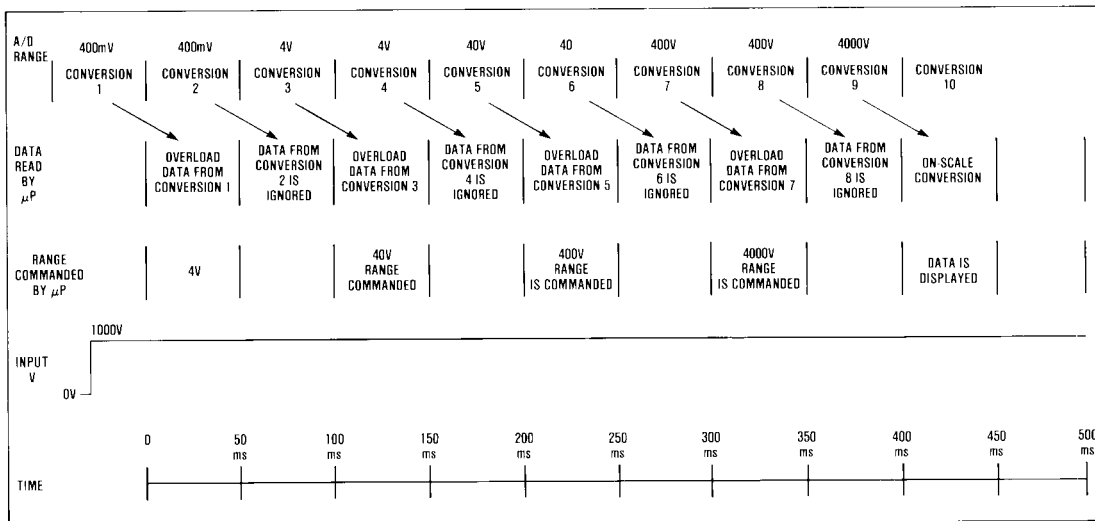 A/D
RANGE
400mV 400mV 4V 4V 40V 40 400V 400V 4000V
CONVERSION
1
CONVERSION
2
CONVERSION
3
CONVERSION
4
CONVERSION
5
CONVERSION
6
CONVERSION
7
CONVERSION
8
CONVERSION
9
CONVERSION
10
DATA
READ
BY
μP
OVERLOAD
DATA FROM
CONVERSION 1
DATA FROM
CONVERSION
2 IS
IGNORED
OVERLOAD
DATA FROM
CONVERSION 3
DATA FROM
CONVERSION
4 IS
IGNORED
OVERLOAD
DATA FROM
CONVERSION 5
DATA FROM
CONVERSION
6 IS
IGNORED
OVERLOAD
DATA FROM
CONVERSION 7
DATA FROM
CONVERSION
8 IS
IGNORED
ON-SCALE
CONVERSION
RANGE
COMMANDED
BY μP
4V
40V
RANGE
COMMANDED
400V
RANGE
IS COMMANDED
4000V
RANGE
IS COMMANDED
DATA IS
DISPLAYED
1000V
INPUT
V
0V
0
50
ms
100
ms
150
ms
200
ms
250
ms
300
ms
350
ms
400
ms
450
ms
500
ms
TIME